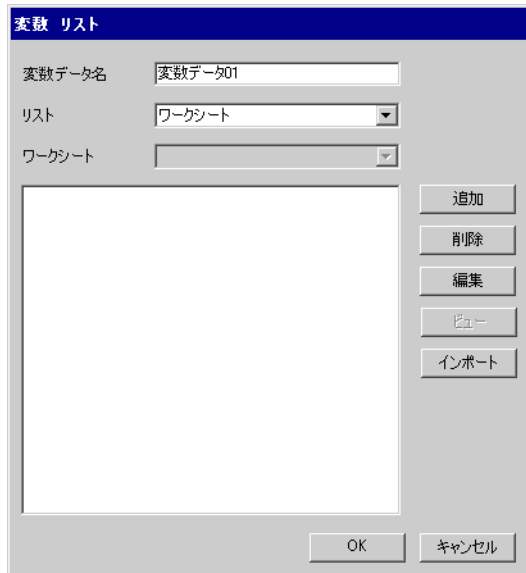 変数 リスト
変数データ名 変数データ01
リスト ワークシート
ワークシート
追加
削除
編集
ビュー
インポート
OK キャンセル